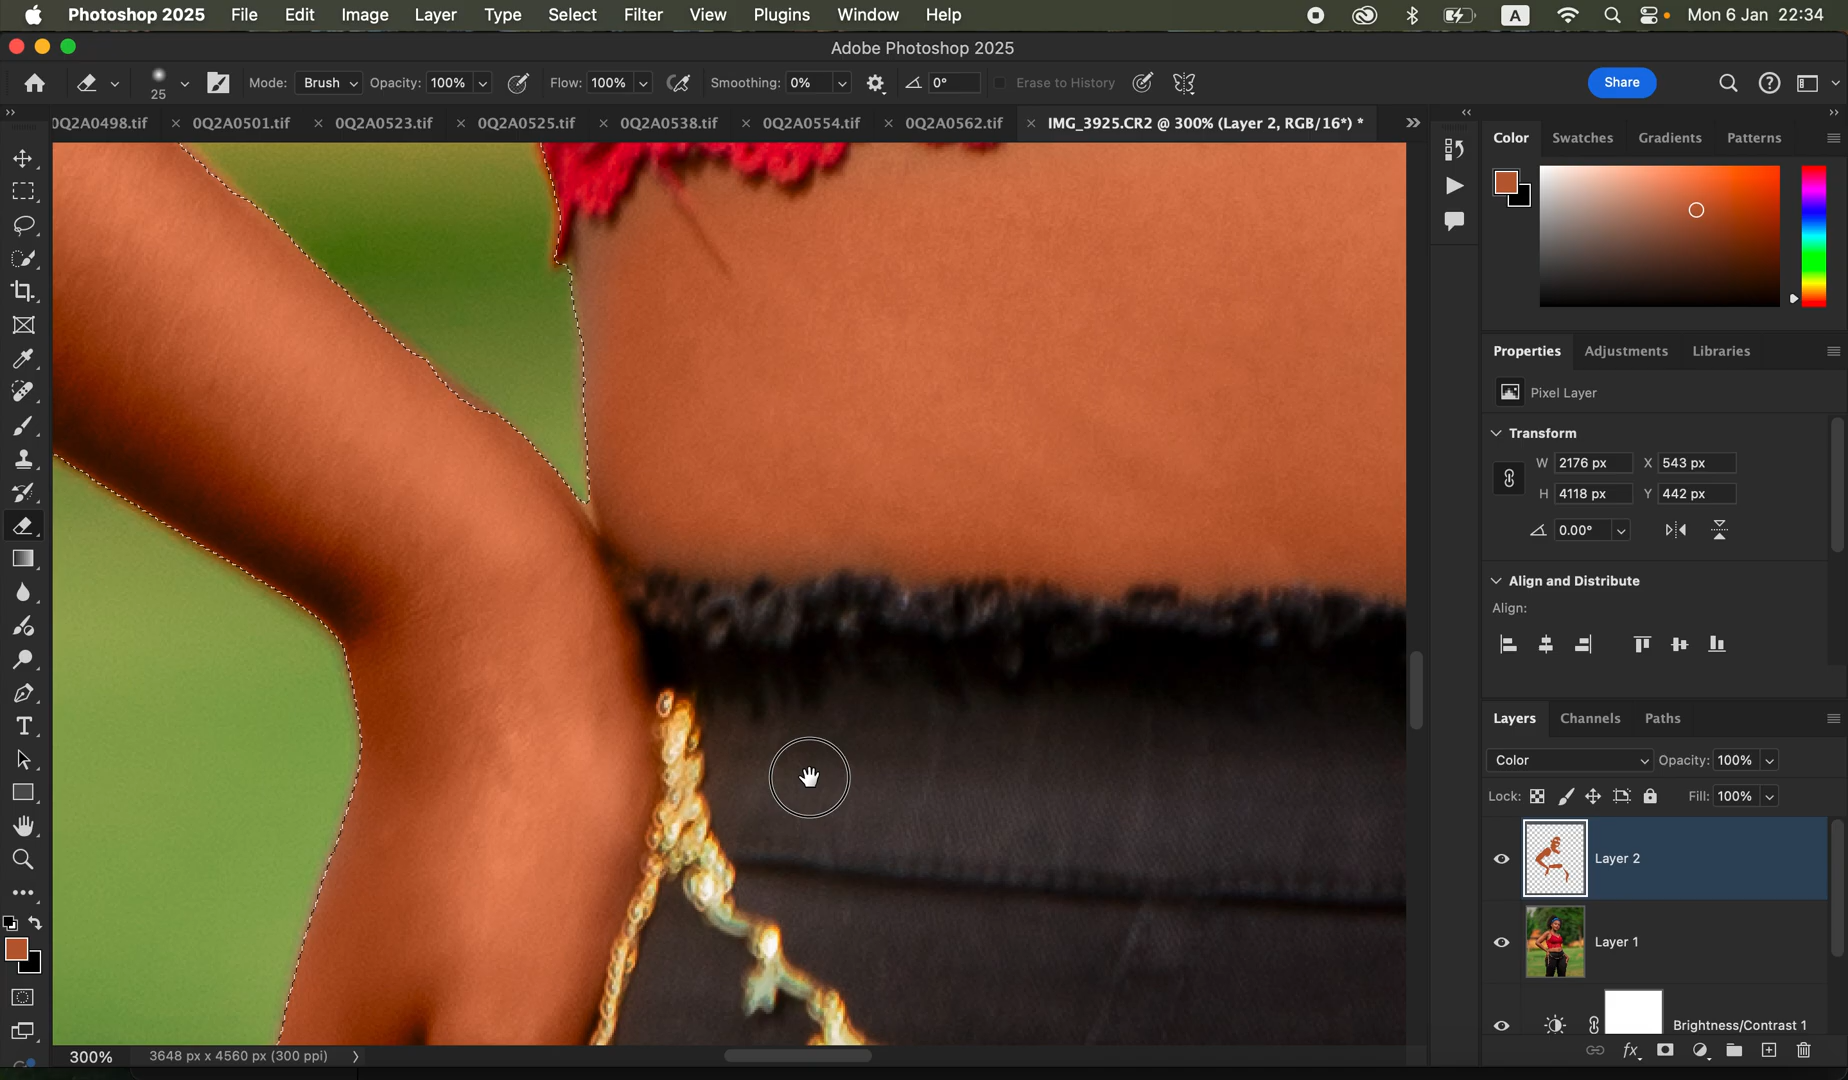 Photoshop 2025 File Edit Image Layer Type Select Filter View Plugins Window Help A Mon 6 Jan 22:34
Adobe Photoshop 2025
25 Mode: Brush Opacity: 100% Flow: 100% Smoothing: 0% 0° Erase to History Share
0Q2A0498.tif 0Q2A0501.tif 0Q2A0523.tif 0Q2A0525.tif 0Q2A0538.tif 0Q2A0554.tif 0Q2A0562.tif IMG_3925.CR2 @ 300% (Layer 2, RGB/16*) *
Color Swatches Gradients Patterns
Properties Adjustments Libraries
Pixel Layer
Transform
W 2176 px X 543 px
H 4118 px Y 442 px
0.00°
Align and Distribute
Align:
Layers Channels Paths
Color Opacity: 100%
Lock: Fill: 100%
Layer 2
Layer 1
Brightness/Contrast 1
fx
300% 3648 px x 4560 px (300 ppi)